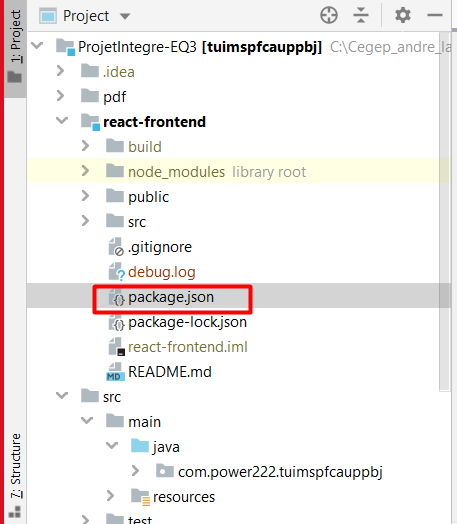 1: Project
Project
ProjetIntegre-EQ3 [tuimspfcauppbj] C:\Cegep_andre_la
.idea
pdf
react-frontend
build
node_modules library root
public
src
.gitignore
debug.log
package.json
package-lock.json
react-frontend.iml
MD README.md
src
main
java
com.power222.tuimspfcauppbj
resources
test
7: Structure